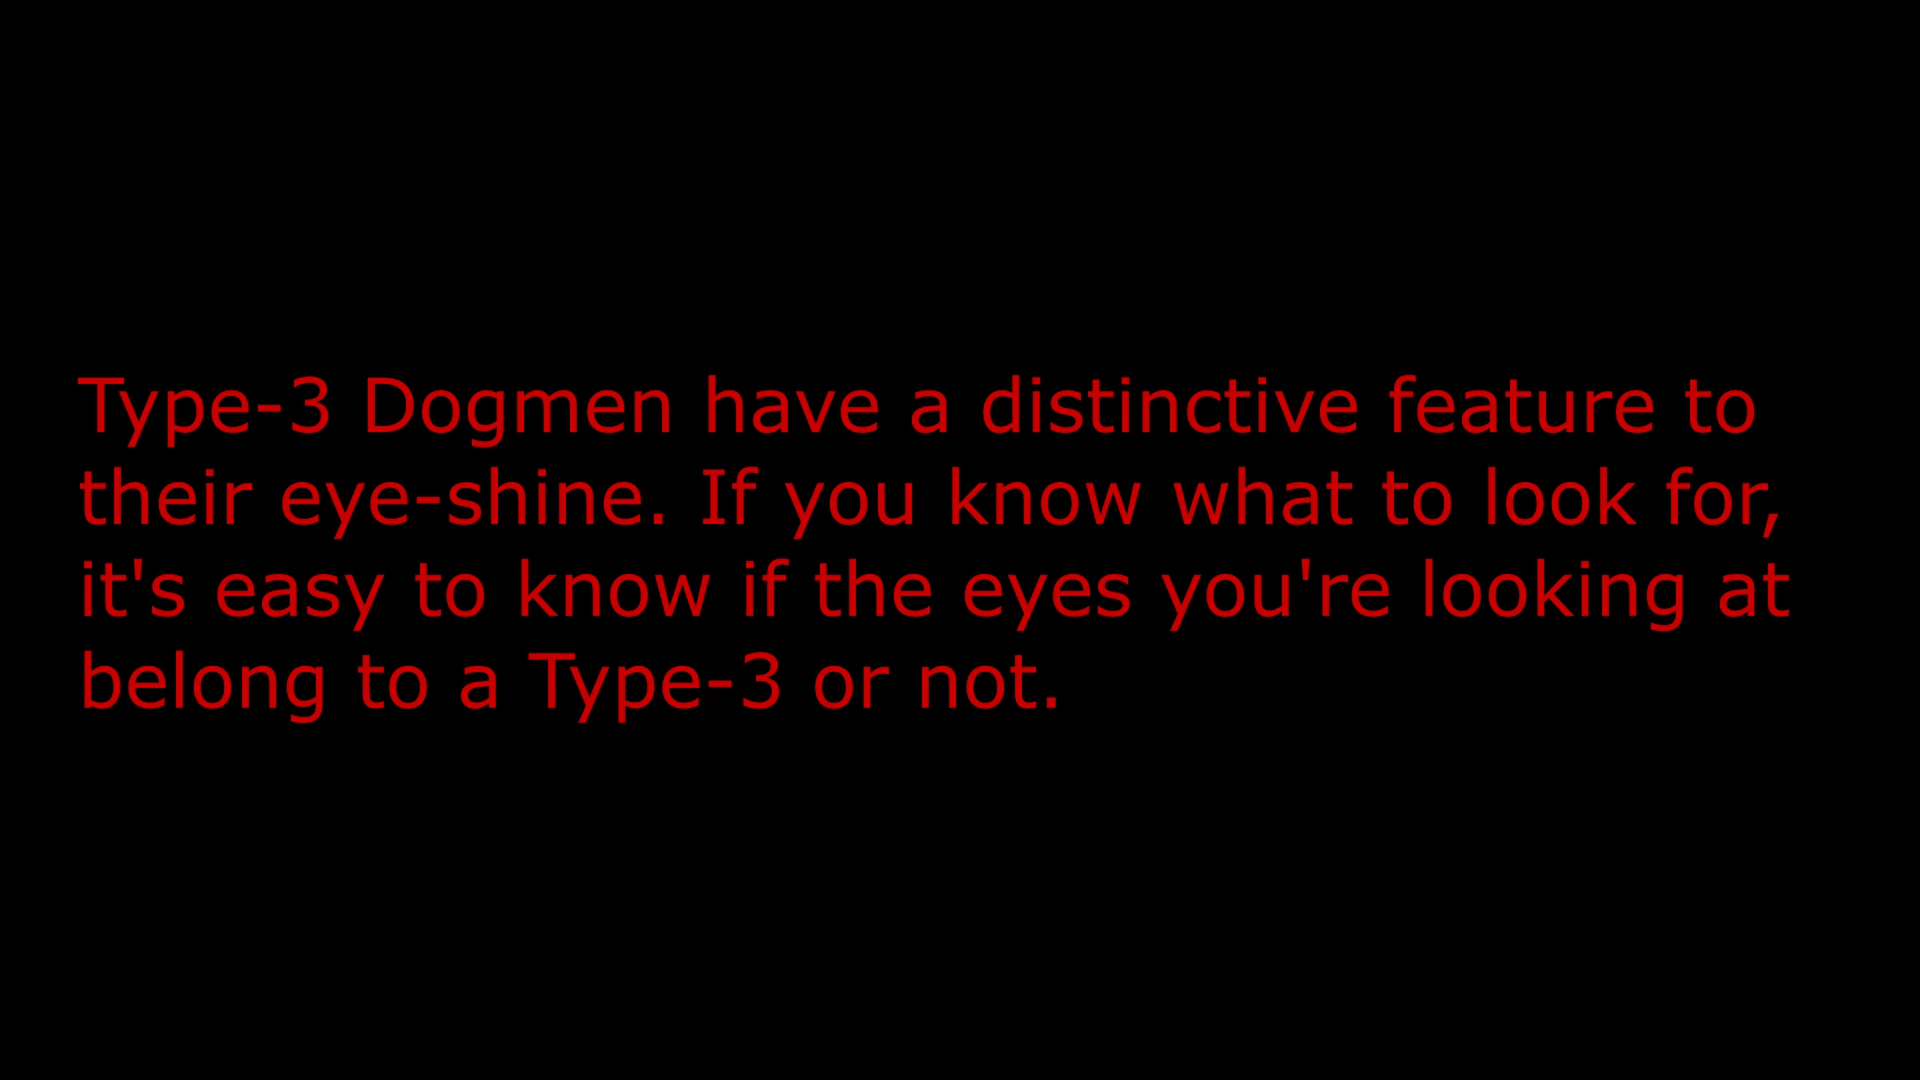 Type-3 Dogmen have a distinctive feature to
their eye-shine. If you know what to look for,
it's easy to know if the eyes you're looking at
belong to a Type-3 or not.